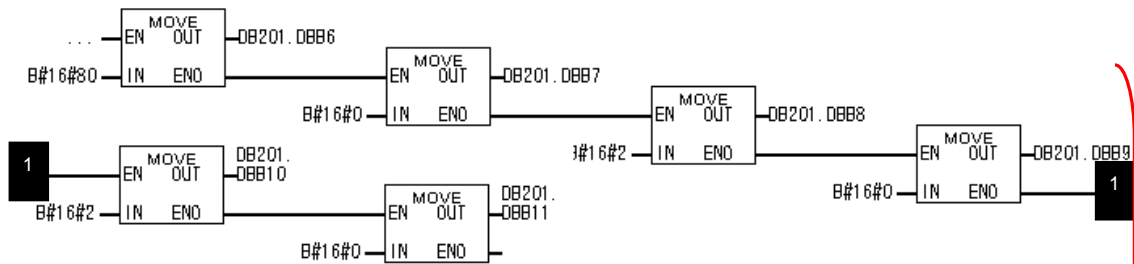 MOVE
... EN OUT DB201.DBB6
B#16#80 IN ENO
MOVE
EN OUT DB201.DBB7
B#16#0 IN ENO
MOVE
EN OUT DB201.DBB8
#16#2 IN ENO
MOVE
EN OUT DB201.DBB9
B#16#0 IN ENO
1
1
MOVE
EN OUT DB201.
DBB10
B#16#2 IN ENO
MOVE
EN OUT DB201.
DBB11
B#16#0 IN ENO